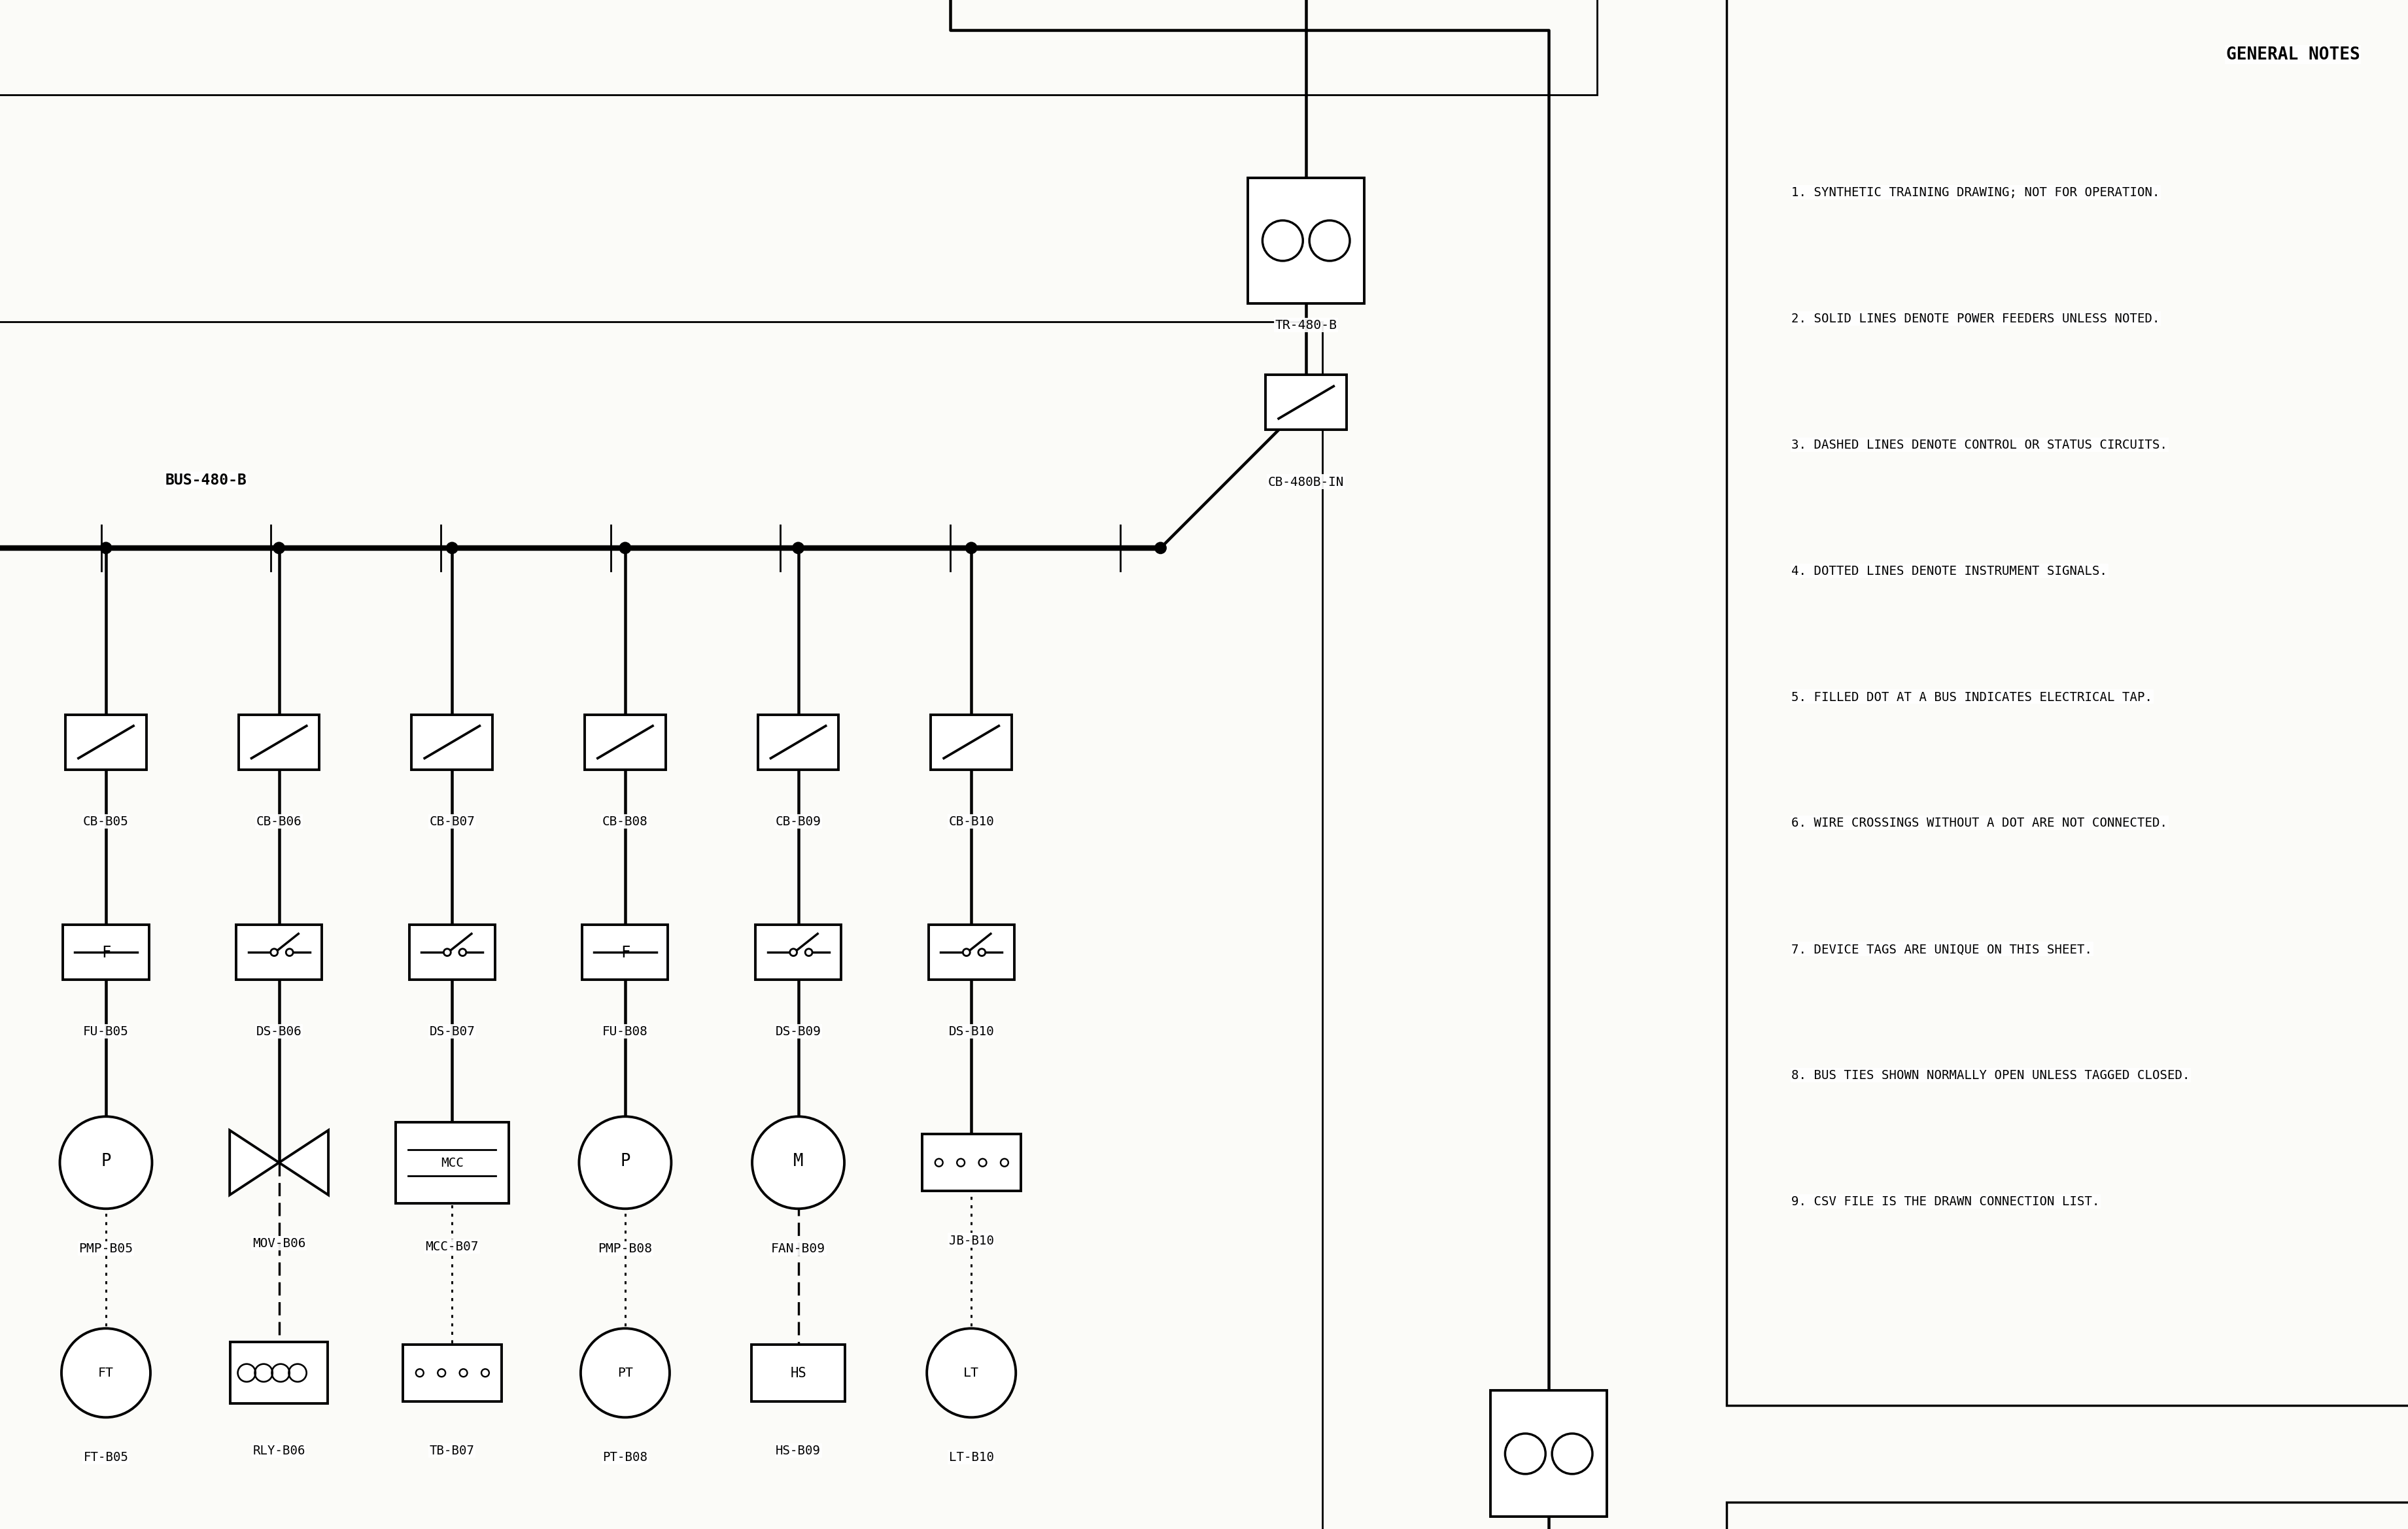 GENERAL NOTES
1. SYNTHETIC TRAINING DRAWING; NOT FOR OPERATION.
2. SOLID LINES DENOTE POWER FEEDERS UNLESS NOTED.
3. DASHED LINES DENOTE CONTROL OR STATUS CIRCUITS.
4. DOTTED LINES DENOTE INSTRUMENT SIGNALS.
5. FILLED DOT AT A BUS INDICATES ELECTRICAL TAP.
6. WIRE CROSSINGS WITHOUT A DOT ARE NOT CONNECTED.
7. DEVICE TAGS ARE UNIQUE ON THIS SHEET.
8. BUS TIES SHOWN NORMALLY OPEN UNLESS TAGGED CLOSED.
9. CSV FILE IS THE DRAWN CONNECTION LIST.
TR-480-B
CB-480B-IN
BUS-480-B
CB-B05 CB-B06 CB-B07 CB-B08 CB-B09 CB-B10
F F
FU-B05 DS-B06 DS-B07 FU-B08 DS-B09 DS-B10
P MCC P M
PMP-B05 MOV-B06 MCC-B07 PMP-B08 FAN-B09 JB-B10
FT PT HS LT
FT-B05 RLY-B06 TB-B07 PT-B08 HS-B09 LT-B10